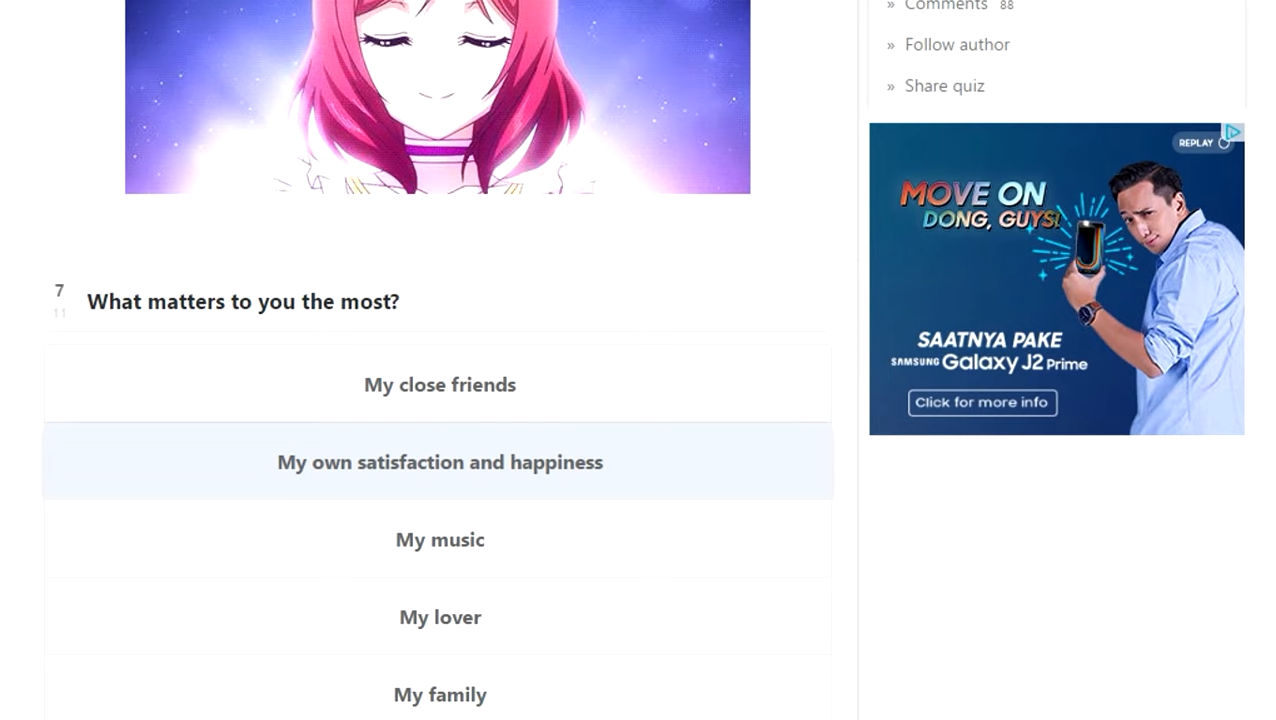 » Comments 88
» Follow author
» Share quiz
REPLAY
MOVE ON
DONG, GUYS!
SAATNYA PAKE
SAMSUNG Galaxy J2 Prime
Click for more info
7
11
What matters to you the most?
My close friends
My own satisfaction and happiness
My music
My lover
My family